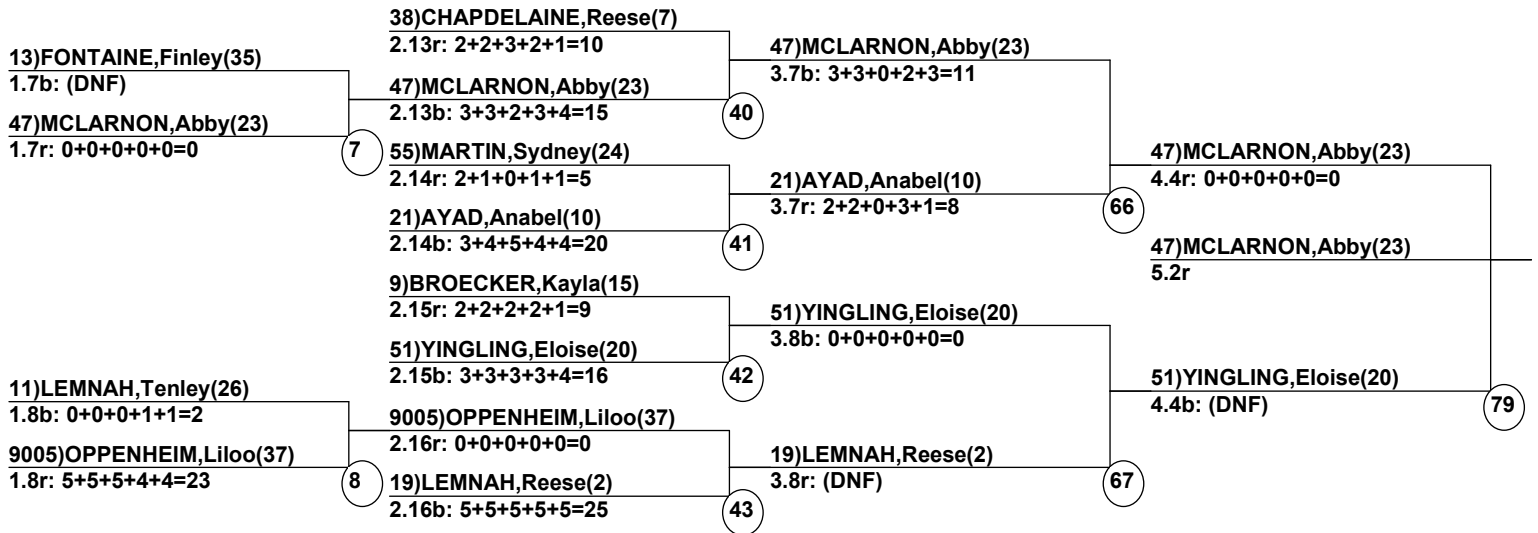 13)FONTAINE,Finley(35)
1.7b: (DNF)
47)MCLARNON,Abby(23)
1.7r: 0+0+0+0+0=0
7
11)LEMNAH,Tenley(26)
1.8b: 0+0+0+1+1=2
9005)OPPENHEIM,Liloo(37)
1.8r: 5+5+5+4+4=23
8
38)CHAPDELAINE,Reese(7)
2.13r: 2+2+3+2+1=10
47)MCLARNON,Abby(23)
2.13b: 3+3+2+3+4=15
40
55)MARTIN,Sydney(24)
2.14r: 2+1+0+1+1=5
21)AYAD,Anabel(10)
2.14b: 3+4+5+4+4=20
41
9)BROECKER,Kayla(15)
2.15r: 2+2+2+2+1=9
51)YINGLING,Eloise(20)
2.15b: 3+3+3+3+4=16
42
9005)OPPENHEIM,Liloo(37)
2.16r: 0+0+0+0+0=0
19)LEMNAH,Reese(2)
2.16b: 5+5+5+5+5=25
43
47)MCLARNON,Abby(23)
3.7b: 3+3+0+2+3=11
21)AYAD,Anabel(10)
3.7r: 2+2+0+3+1=8
66
51)YINGLING,Eloise(20)
3.8b: 0+0+0+0+0=0
19)LEMNAH,Reese(2)
3.8r: (DNF)
67
47)MCLARNON,Abby(23)
4.4r: 0+0+0+0+0=0
51)YINGLING,Eloise(20)
4.4b: (DNF)
79
47)MCLARNON,Abby(23)
5.2r